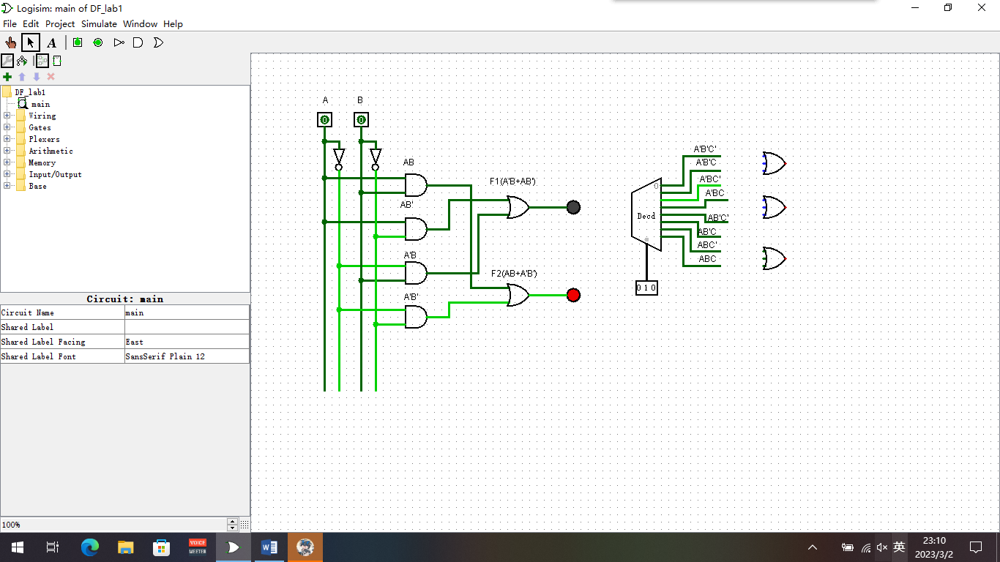 Logisim: main of DF_lab1
File Edit Project Simulate Window Help
A
DF_lab1
main
Wiring
Gates
Plexers
Arithmetic
Memory
Input/Output
Base
Circuit: main
Circuit Name main
Shared Label
Shared Label Facing East
Shared Label Font SansSerif Plain 12
100%
A B
0 0
AB
AB'
A'B
A'B'
F1(A'B+AB')
F2(AB+A'B')
A'B'C'
A'B'C
A'BC'
A'BC
AB'C'
AB'C
ABC'
ABC
0
Decd
0 1 0
VOICE
MEETER
W
英
23:10
2023/3/2